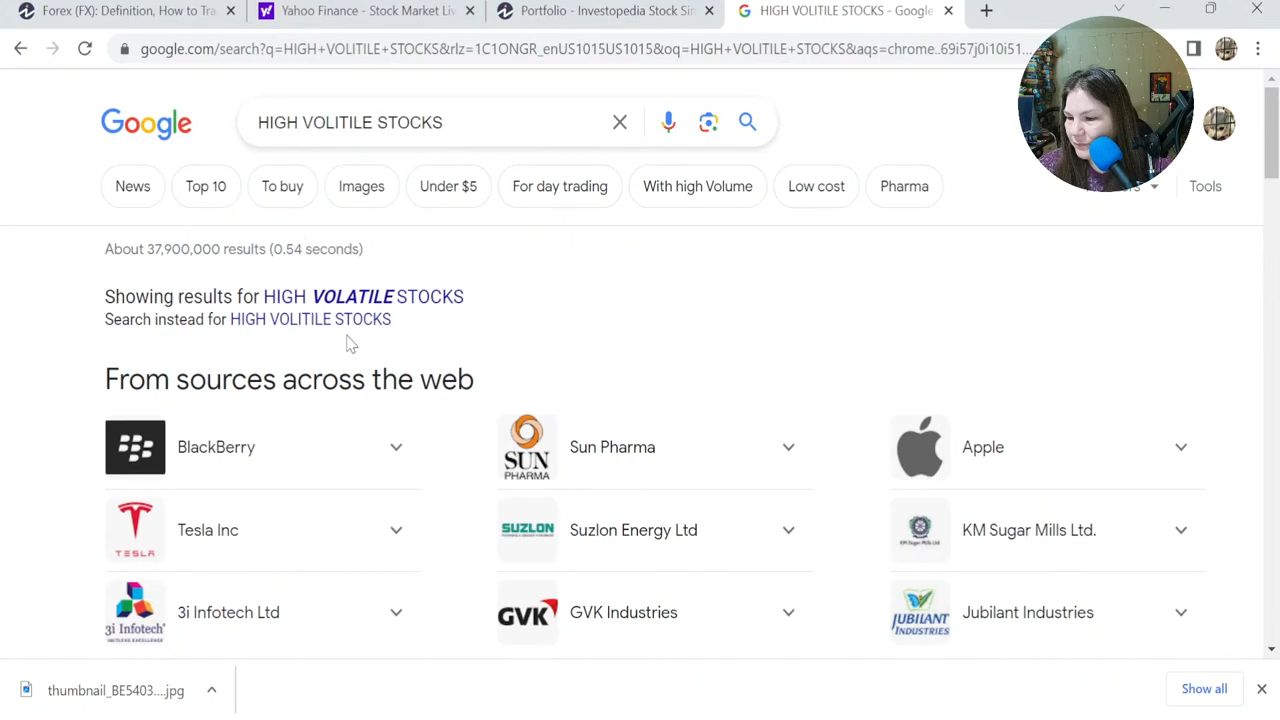 Forex (FX): Definition, How to Tra
Yahoo Finance - Stock Market Liv
Portfolio - Investopedia Stock Sim
HIGH VOLITILE STOCKS - Google
google.com/search?q=HIGH+VOLITILE+STOCKS&rlz=1C1ONGR_enUS1015US1015&oq=HIGH+VOLITILE+STOCKS&aqs=chrome..69i57j0i10i51...
Google
HIGH VOLITILE STOCKS
News
Top 10
To buy
Images
Under $5
For day trading
With high Volume
Low cost
Pharma
Tools
About 37,900,000 results (0.54 seconds)
Showing results for HIGH VOLATILE STOCKS
Search instead for HIGH VOLITILE STOCKS
From sources across the web
BlackBerry
SUN
PHARMA
Sun Pharma
Apple
TESLA
Tesla Inc
SUZLON
Suzlon Energy Ltd
KM Sugar Mills Ltd.
3i Infotech
3i Infotech Ltd
GVK
GVK Industries
JUBILANT
INDUSTRIES
Jubilant Industries
thumbnail_BE5403....jpg
Show all